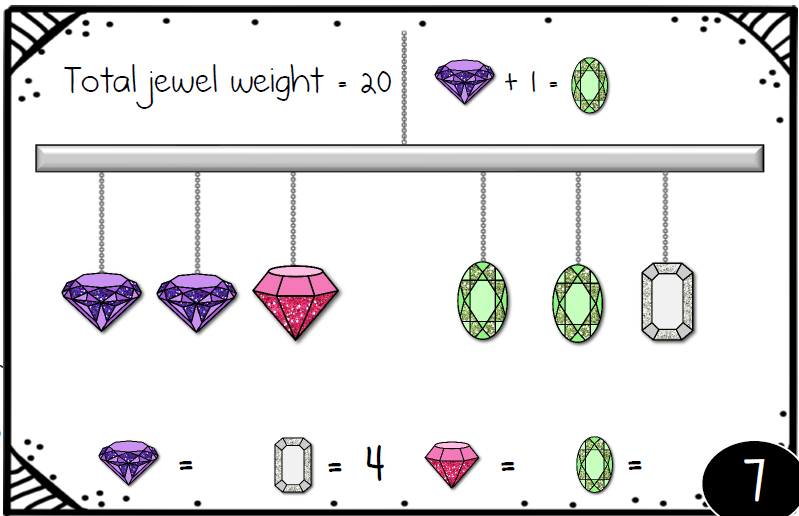 Total jewel weight = 20
+ 1 =
= = 4 = =
7